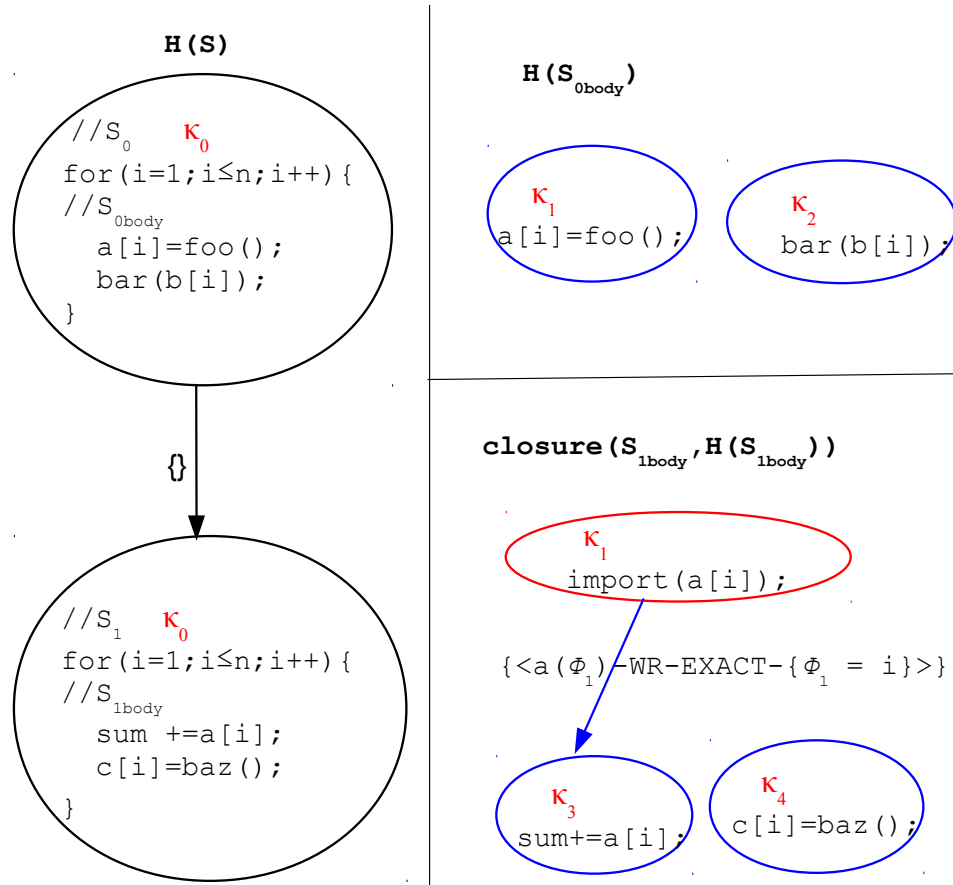 H(S)
//S₀ κ₀
for(i=1;i≤n;i++){
//S₀body
a[i]=foo();
bar(b[i]);
}
{}
//S₁ κ₀
for(i=1;i≤n;i++){
//S₁body
sum +=a[i];
c[i]=baz();
}
H(S₀body)
κ₁
a[i]=foo();
κ₂
bar(b[i]);
closure(S₁body,H(S₁body))
κ₁
import(a[i]);
{<a(Φ₁)-WR-EXACT-{Φ₁ = i}>}
κ₃
sum+=a[i];
κ₄
c[i]=baz();